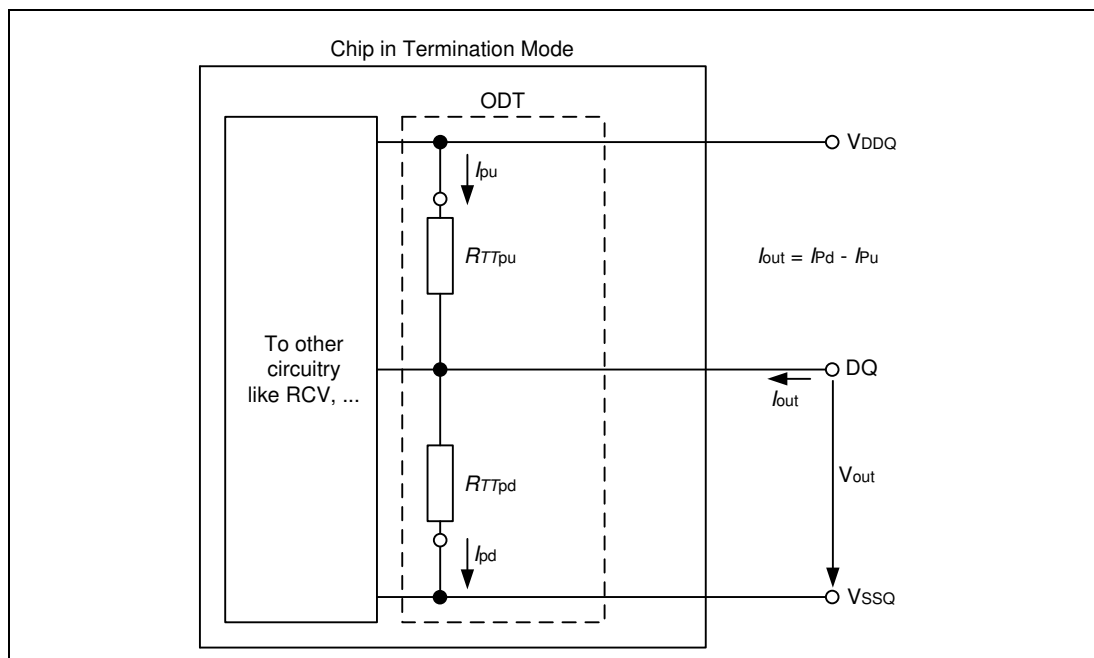 Chip in Termination Mode
ODT
VDDQ
Ipu
RTTpu
Iout = IPd - IPu
To other
circuitry
like RCV, ...
DQ
Iout
RTTpd
Vout
Ipd
VSSQ